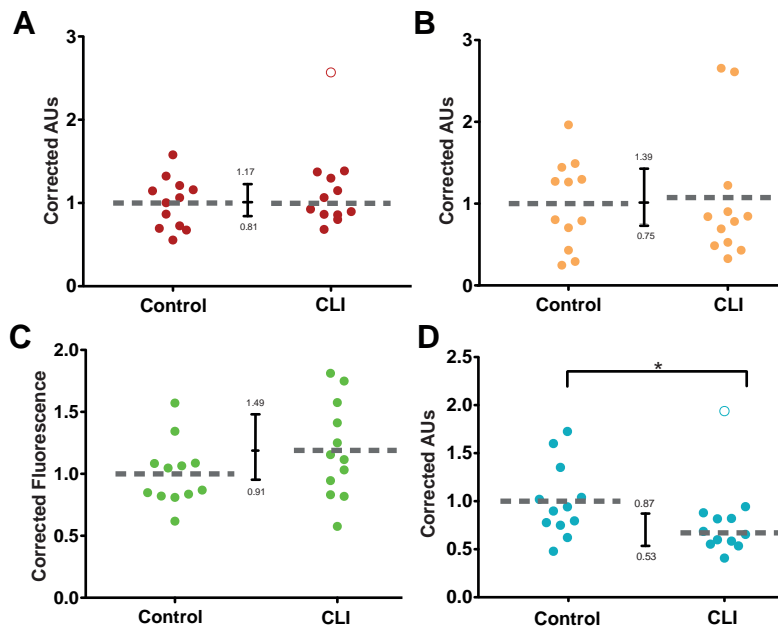 A
Corrected AUs
3
2
1
0
1.17
0.81
Control
CLI
B
Corrected AUs
3
2
1
0
1.39
0.75
Control
CLI
C
Corrected Fluorescence
2.0
1.5
1.0
0.5
0.0
1.49
0.91
Control
CLI
D
Corrected AUs
2.5
2.0
1.5
1.0
0.5
0.0
*
0.87
0.53
Control
CLI